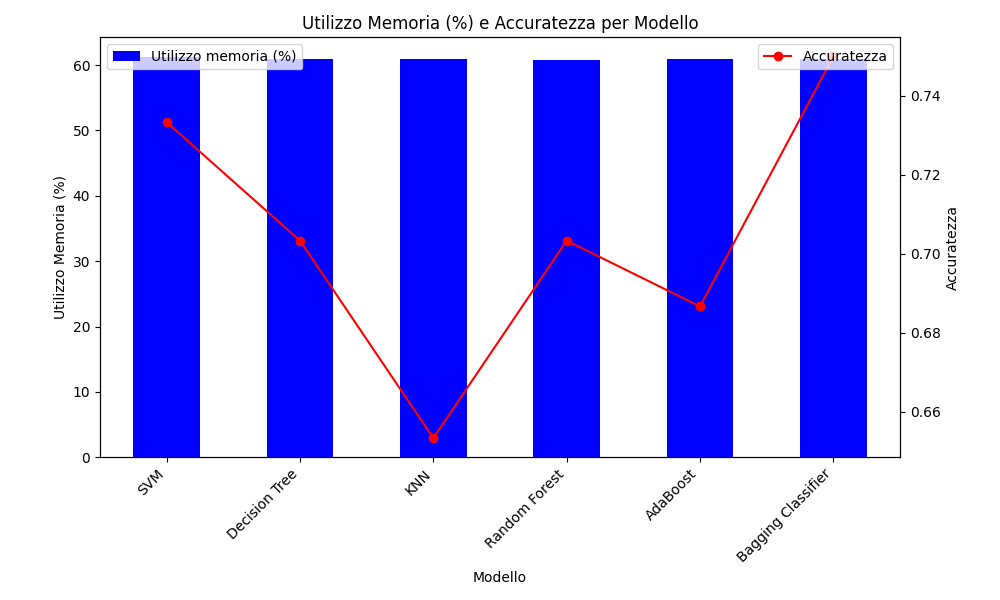 Utilizzo Memoria (%) e Accuratezza per Modello
Utilizzo memoria (%)
Accuratezza
60
50
40
30
20
10
0
Utilizzo Memoria (%)
0.74
0.72
0.70
0.68
0.66
Accuratezza
SVM
Decision Tree
KNN
Random Forest
AdaBoost
Bagging Classifier
Modello